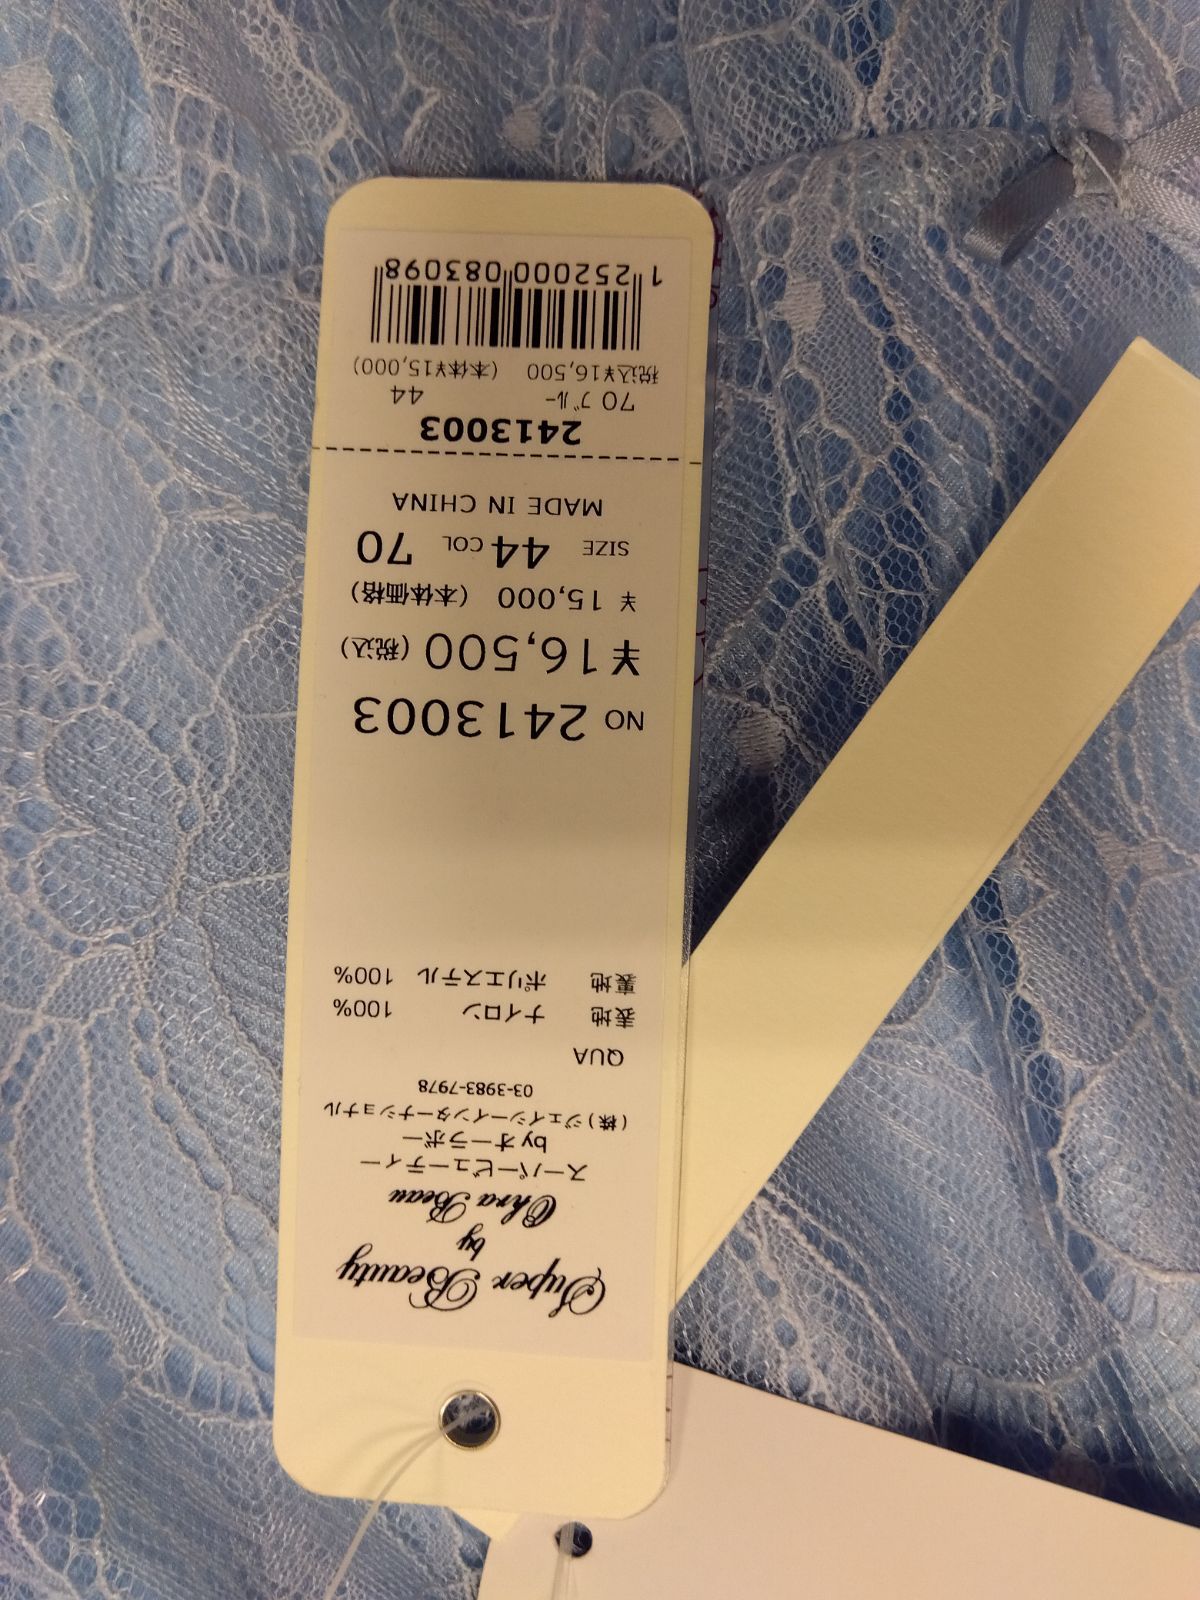 Super Beauty
by
Ohra Beau
スーパービューティー
byオーラボー
(株)ジェイシーインターナショナル
03-3983-7978
QUA
表地 ナイロン 100%
裏地 ポリエステル 100%
NO 2413003
¥16,500(税込)
¥ 15,000 (本体価格)
SIZE 44 COL 70
MADE IN CHINA
2413003
70 ブルー 44
税込¥16,500 (本体¥15,000)
1 252000 083098